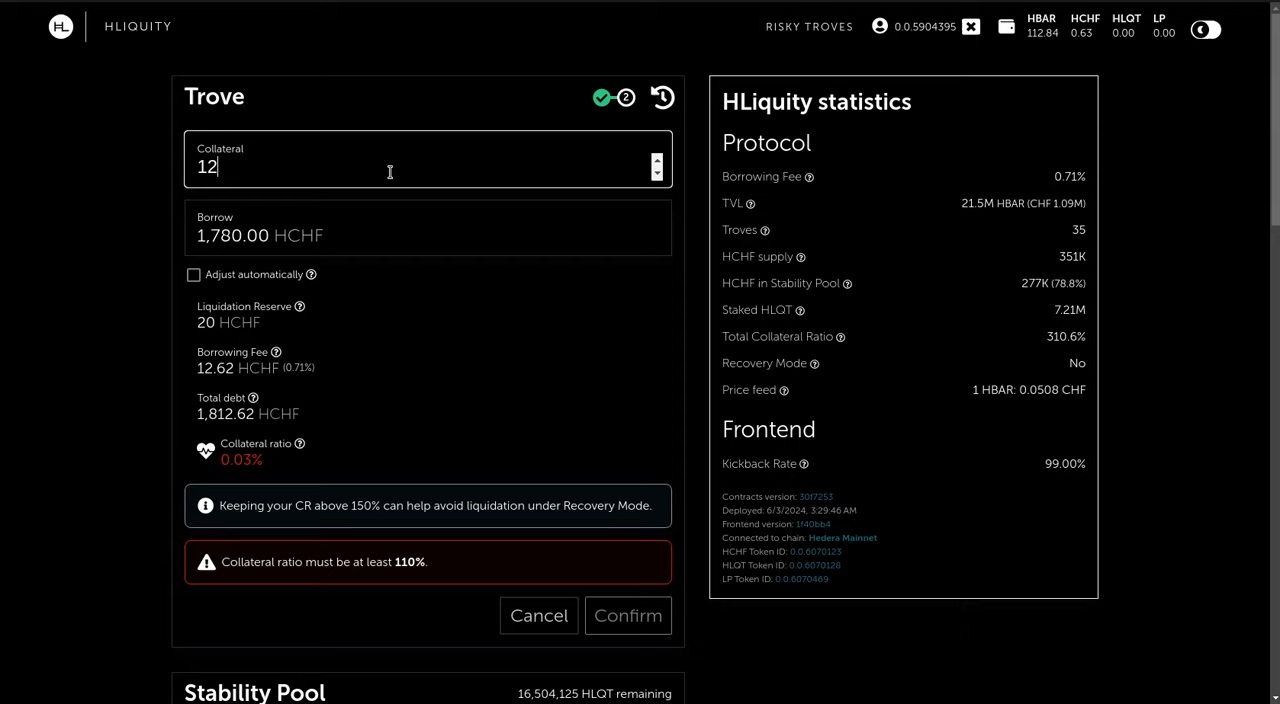 HL HLIQUITY
RISKY TROVES
0.0.5904395
HBAR HCHF HLQT LP
112.84 0.63 0.00 0.00
Trove
2
Collateral
12
Borrow
1,780.00 HCHF
Adjust automatically ?
Liquidation Reserve ?
20 HCHF
Borrowing Fee ?
12.62 HCHF (0.71%)
Total debt ?
1,812.62 HCHF
Collateral ratio ?
0.03%
Keeping your CR above 150% can help avoid liquidation under Recovery Mode.
Collateral ratio must be at least 110%.
Cancel Confirm
Stability Pool 16,504,125 HLQT remaining
HLiquity statistics
Protocol
Borrowing Fee ? 0.71%
TVL ? 21.5M HBAR (CHF 1.09M)
Troves ? 35
HCHF supply ? 351K
HCHF in Stability Pool ? 277K (78.8%)
Staked HLQT ? 7.21M
Total Collateral Ratio ? 310.6%
Recovery Mode ? No
Price feed ? 1 HBAR: 0.0508 CHF
Frontend
Kickback Rate ? 99.00%
Contracts version: 30f7253
Deployed: 6/3/2024, 3:29:46 AM
Frontend version: 1f40bb4
Connected to chain: Hedera Mainnet
HCHF Token ID: 0.0.6070123
HLQT Token ID: 0.0.6070128
LP Token ID: 0.0.6070469